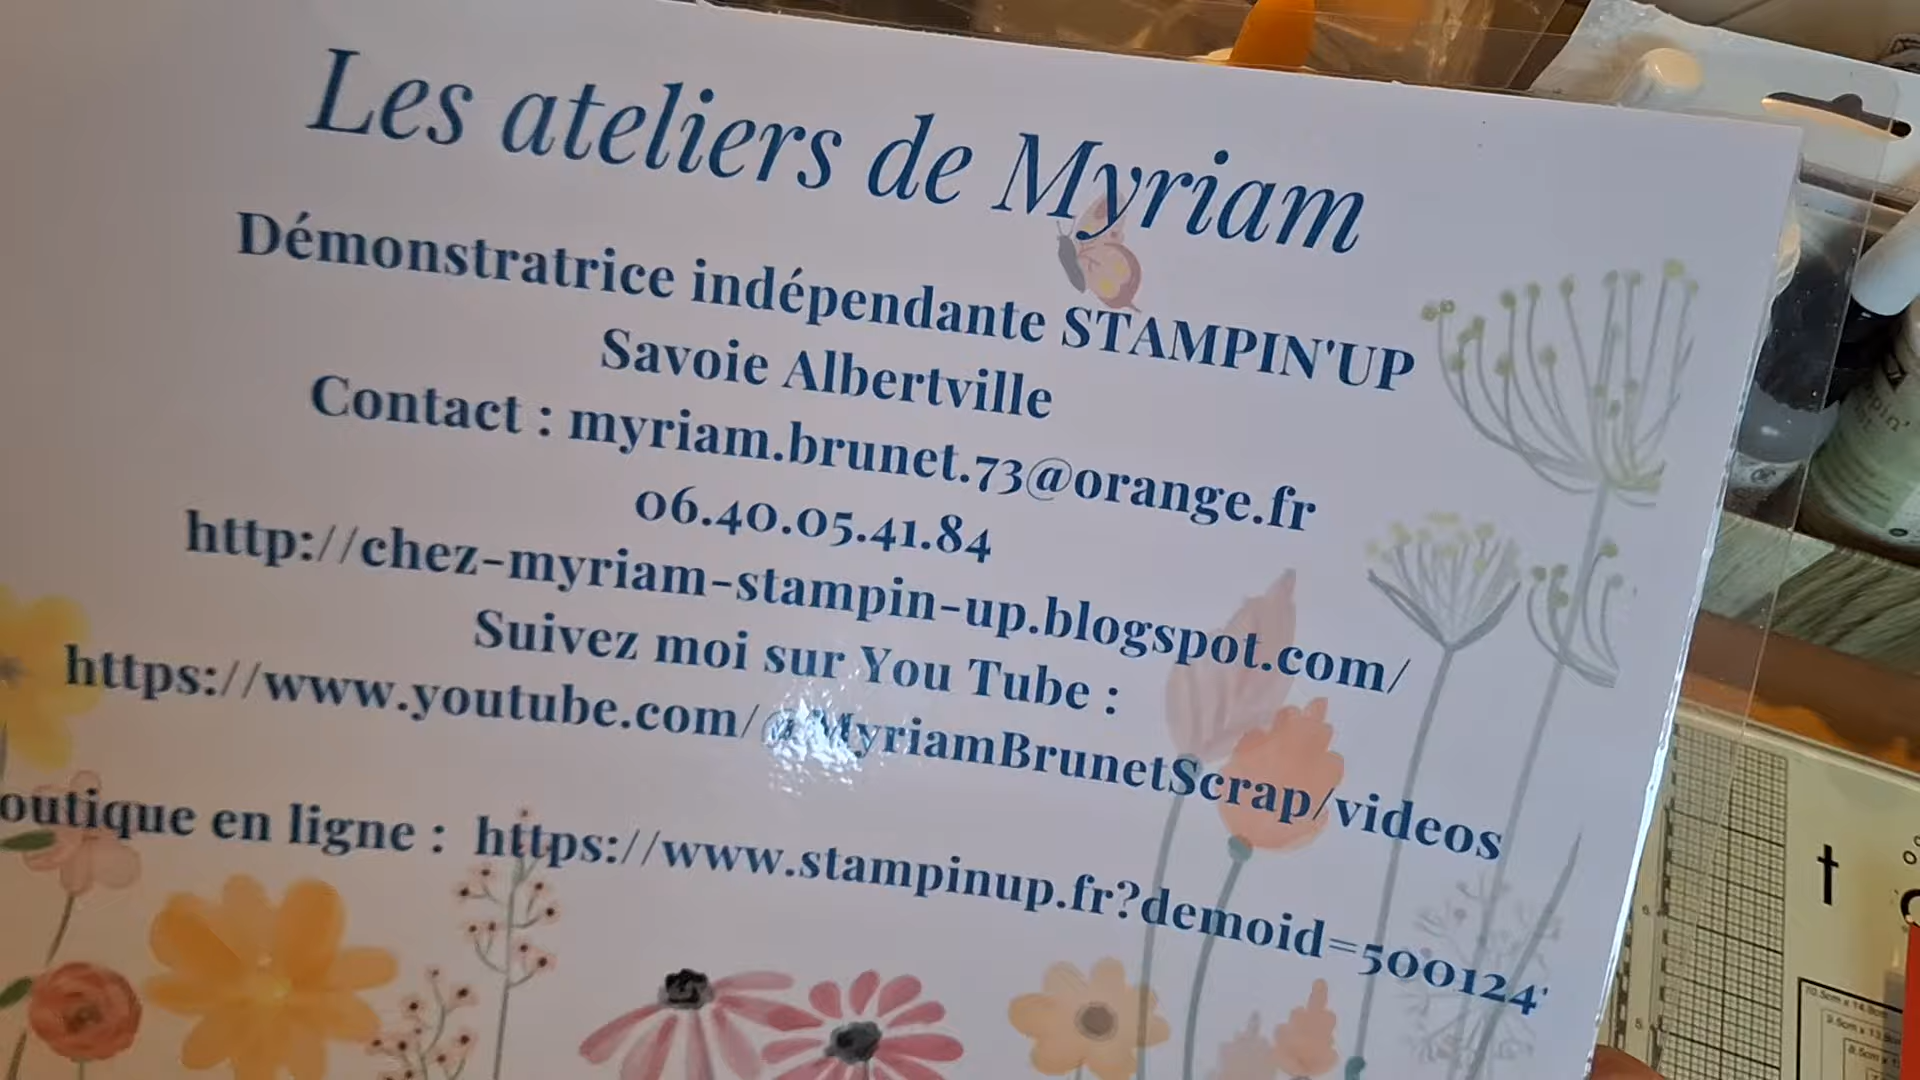 Les ateliers de Myriam
Démonstratrice indépendante STAMPIN'UP
Savoie Albertville
Contact : myriam.brunet.73@orange.fr
06.40.05.41.84
http://chez-myriam-stampin-up.blogspot.com/
Suivez moi sur You Tube :
https://www.youtube.com/@MyriamBrunetScrap/videos
outique en ligne : https://www.stampinup.fr?demoid=500124